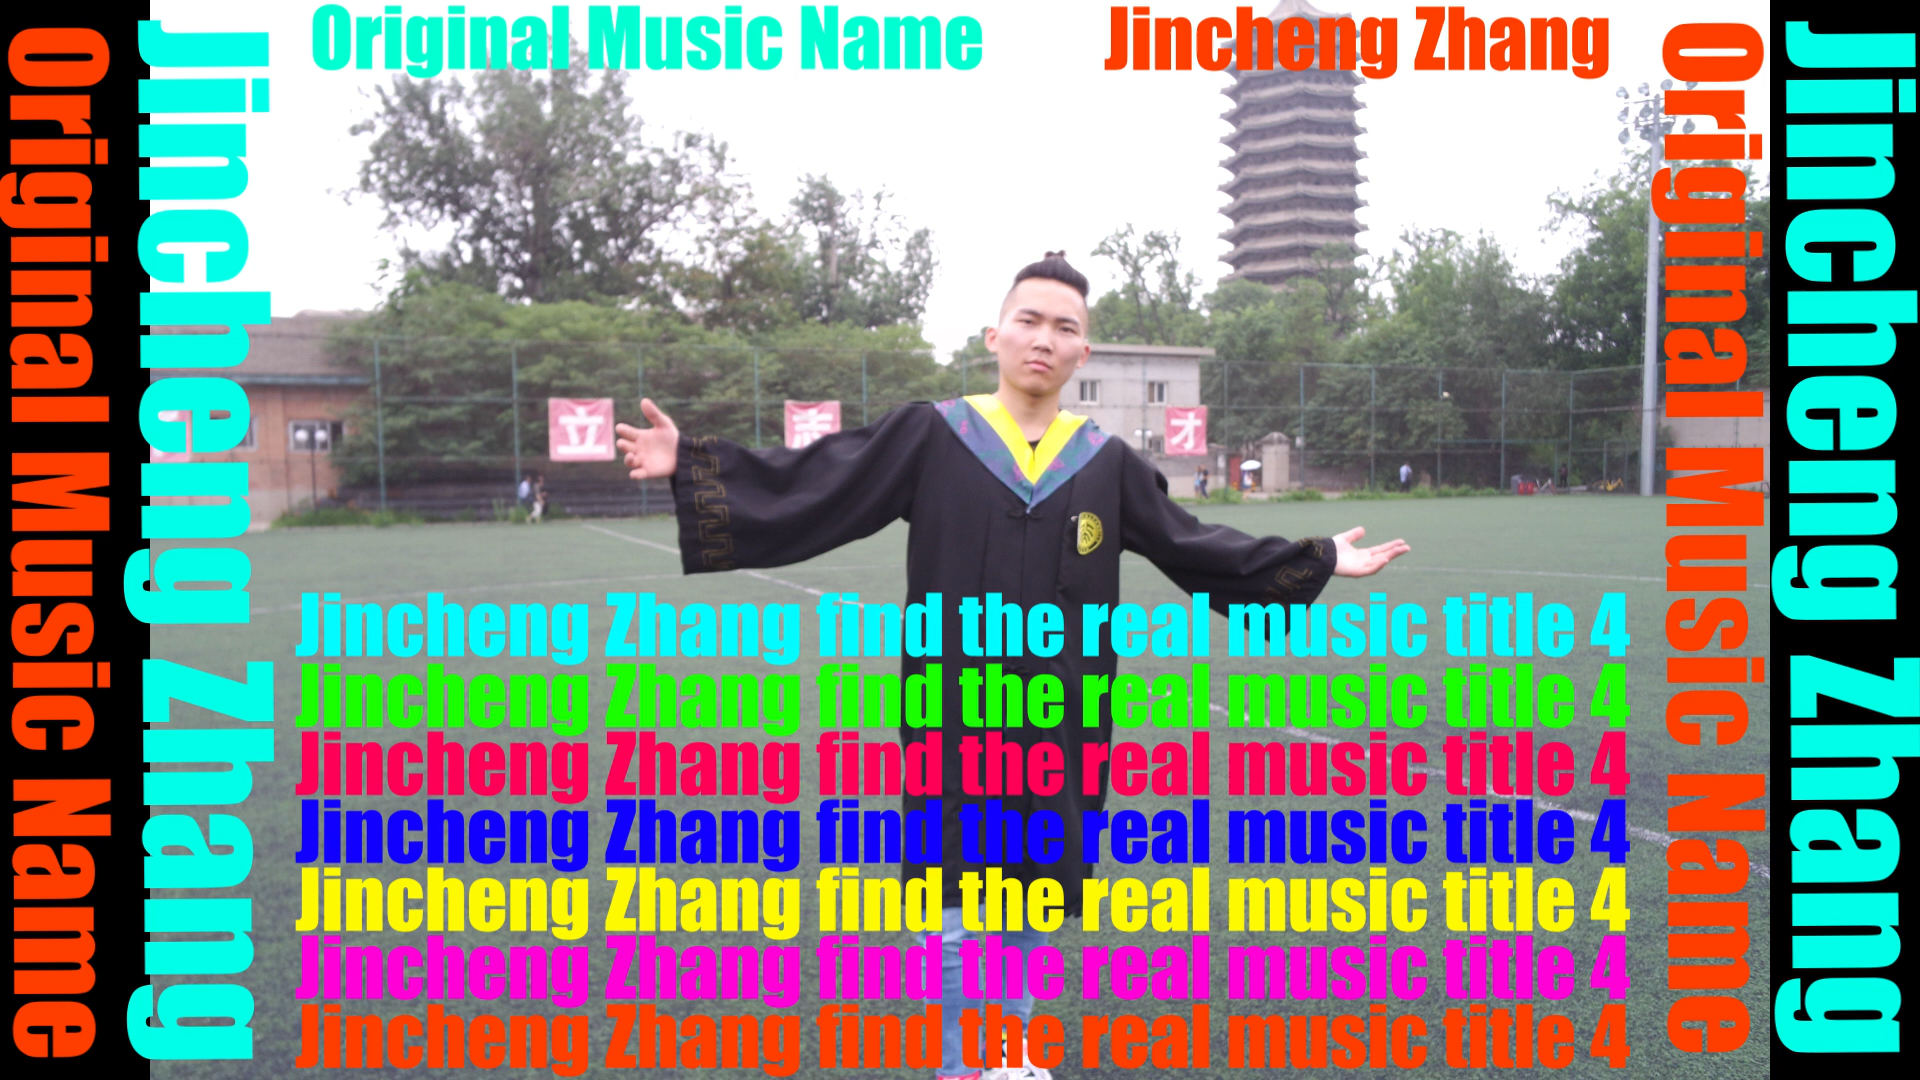 Original Music Name
Jincheng Zhang
Original Music Name
Jincheng Zhang
Original Music Name
Jincheng Zhang
立
志
才
Jincheng Zhang find the real music title 4
Jincheng Zhang find the real music title 4
Jincheng Zhang find the real music title 4
Jincheng Zhang find the real music title 4
Jincheng Zhang find the real music title 4
Jincheng Zhang find the real music title 4
Jincheng Zhang find the real music title 4